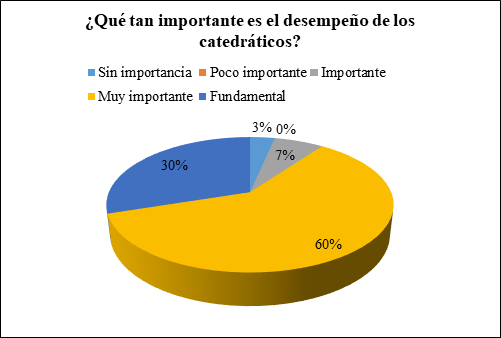 ¿Qué tan importante es el desempeño de los
catedráticos?
Sin importancia Poco importante Importante
Muy importante Fundamental
3% 0%
7%
30%
60%